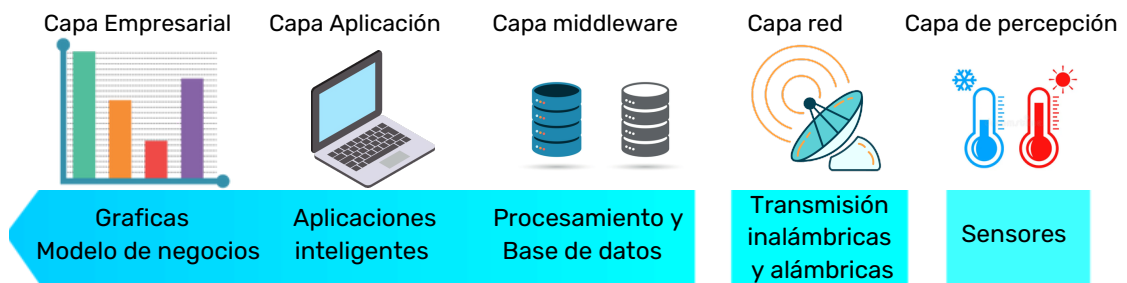 Capa Empresarial
Capa Aplicación
Capa middleware
Capa red
Capa de percepción
Graficas
Modelo de negocios
Aplicaciones
inteligentes
Procesamiento y
Base de datos
Transmisión
inalámbricas
y alámbricas
Sensores